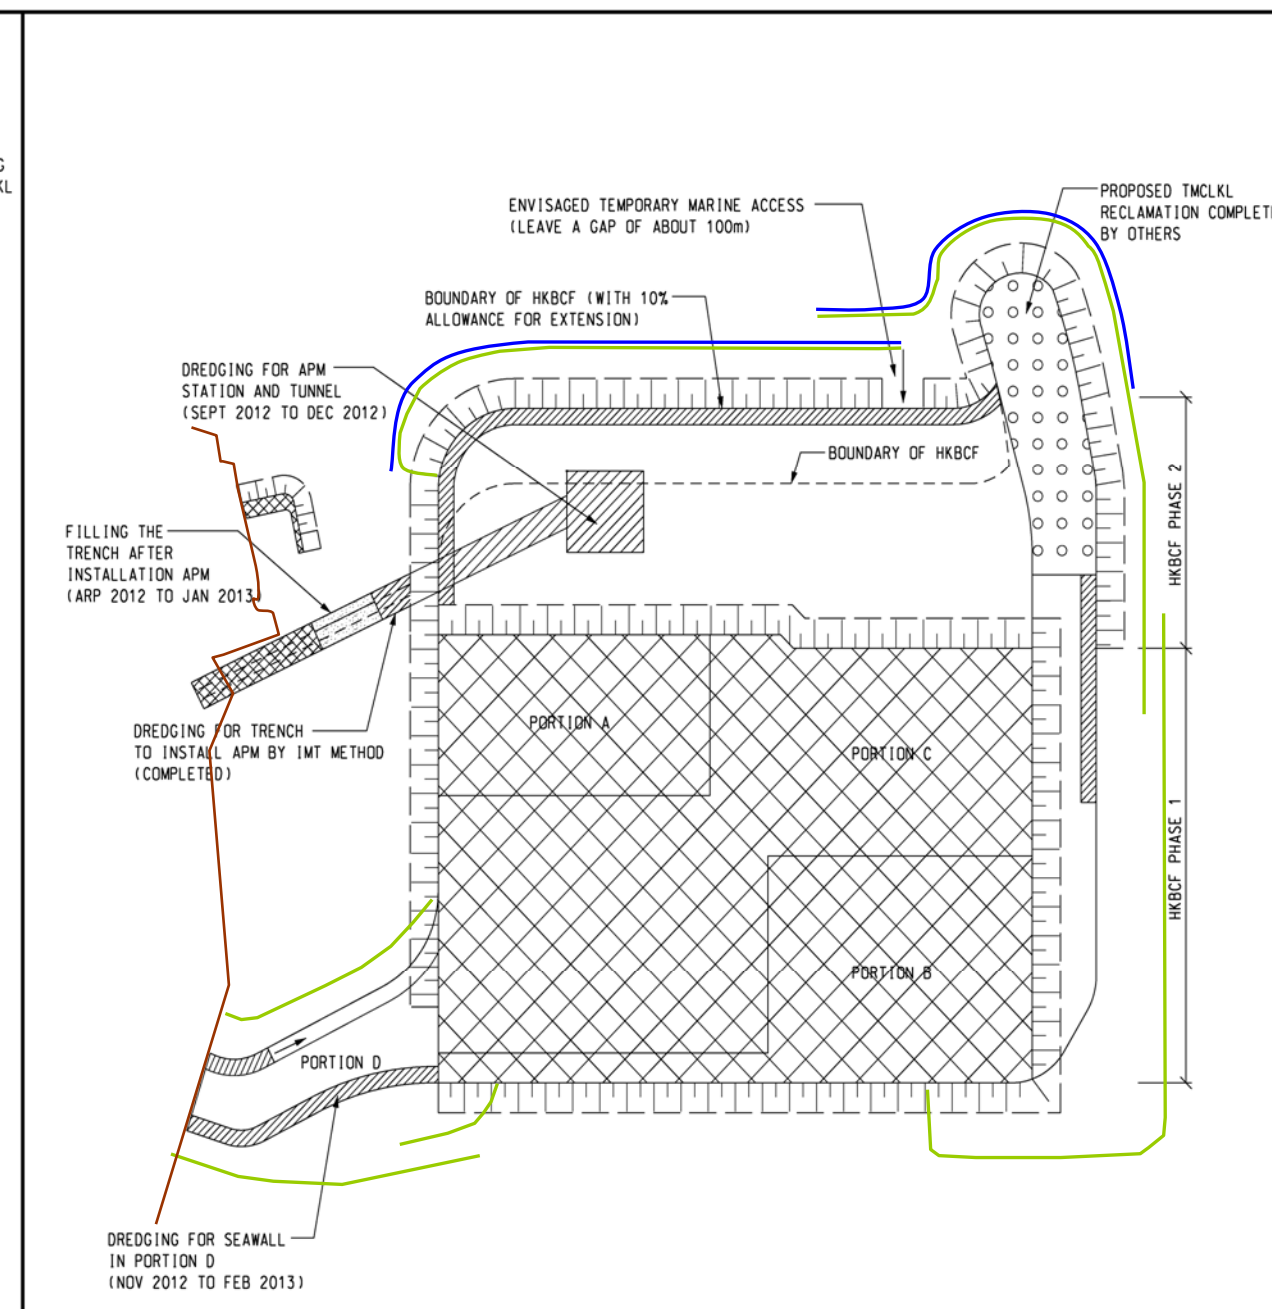 G
KL
ENVISAGED TEMPORARY MARINE ACCESS
(LEAVE A GAP OF ABOUT 100m)
PROPOSED TMCLKL
RECLAMATION COMPLETE
BY OTHERS
BOUNDARY OF HKBCF (WITH 10%
ALLOWANCE FOR EXTENSION)
DREDGING FOR APM
STATION AND TUNNEL
(SEPT 2012 TO DEC 2012)
BOUNDARY OF HKBCF
HKBCF PHASE 2
FILLING THE
TRENCH AFTER
INSTALLATION APM
(ARP 2012 TO JAN 2013)
DREDGING FOR TRENCH
TO INSTALL APM BY IMT METHOD
(COMPLETED)
PORTION A
PORTION C
HKBCF PHASE 1
PORTION B
PORTION D
DREDGING FOR SEAWALL
IN PORTION D
(NOV 2012 TO FEB 2013)